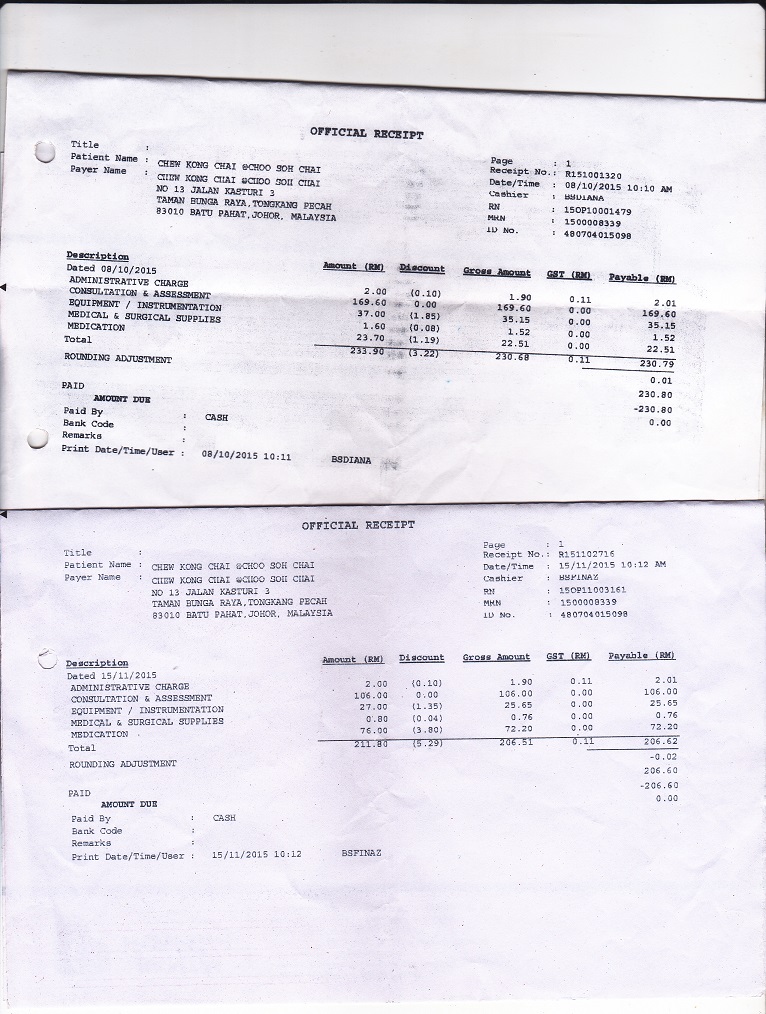 OFFICIAL RECEIPT
Title :
Patient Name : CHEW KONG CHAI @CHOO SOH CHAI
Payer Name : CHEW KONG CHAI @CHOO SOH CHAI
NO 13 JALAN KASTURI 3
TAMAN BUNGA RAYA,TONGKANG PECAH
83010 BATU PAHAT,JOHOR, MALAYSIA
Page : 1
Receipt No.: R151001320
Date/Time : 08/10/2015 10:10 AM
Cashier : BSDIANA
RN : 15OP10001479
MRN : 1500008339
ID No. : 480704015098
Description Amount (RM) Discount Gross Amount GST (RM) Payable (RM)
Dated 08/10/2015
ADMINISTRATIVE CHARGE 2.00 (0.10) 1.90 0.11 2.01
CONSULTATION & ASSESSMENT 169.60 0.00 169.60 0.00 169.60
EQUIPMENT / INSTRUMENTATION 37.00 (1.85) 35.15 0.00 35.15
MEDICAL & SURGICAL SUPPLIES 1.60 (0.08) 1.52 0.00 1.52
MEDICATION 23.70 (1.19) 22.51 0.00 22.51
Total 233.90 (3.22) 230.68 0.11 230.79
ROUNDING ADJUSTMENT 0.01
230.80
PAID -230.80
AMOUNT DUE 0.00
Paid By : CASH
Bank Code :
Remarks :
Print Date/Time/User : 08/10/2015 10:11 BSDIANA
OFFICIAL RECEIPT
Title :
Patient Name : CHEW KONG CHAI @CHOO SOH CHAI
Payer Name : CHEW KONG CHAI @CHOO SOH CHAI
NO 13 JALAN KASTURI 3
TAMAN BUNGA RAYA,TONGKANG PECAH
83010 BATU PAHAT,JOHOR, MALAYSIA
Page : 1
Receipt No.: R151102716
Date/Time : 15/11/2015 10:12 AM
Cashier : BSFINAZ
RN : 15OP11003161
MRN : 1500008339
ID No. : 480704015098
Description Amount (RM) Discount Gross Amount GST (RM) Payable (RM)
Dated 15/11/2015
ADMINISTRATIVE CHARGE 2.00 (0.10) 1.90 0.11 2.01
CONSULTATION & ASSESSMENT 106.00 0.00 106.00 0.00 106.00
EQUIPMENT / INSTRUMENTATION 27.00 (1.35) 25.65 0.00 25.65
MEDICAL & SURGICAL SUPPLIES 0.80 (0.04) 0.76 0.00 0.76
MEDICATION 76.00 (3.80) 72.20 0.00 72.20
Total 211.80 (5.29) 206.51 0.11 206.62
ROUNDING ADJUSTMENT -0.02
206.60
PAID -206.60
AMOUNT DUE 0.00
Paid By : CASH
Bank Code :
Remarks :
Print Date/Time/User : 15/11/2015 10:12 BSFINAZ